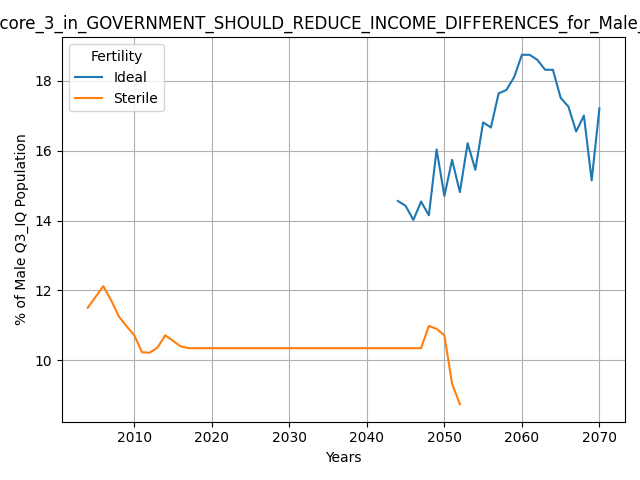 core_3_in_GOVERNMENT_SHOULD_REDUCE_INCOME_DIFFERENCES_for_Male_
Fertility
Ideal
Sterile
% of Male Q3_IQ Population
18
16
14
12
10
2010 2020 2030 2040 2050 2060 2070
Years